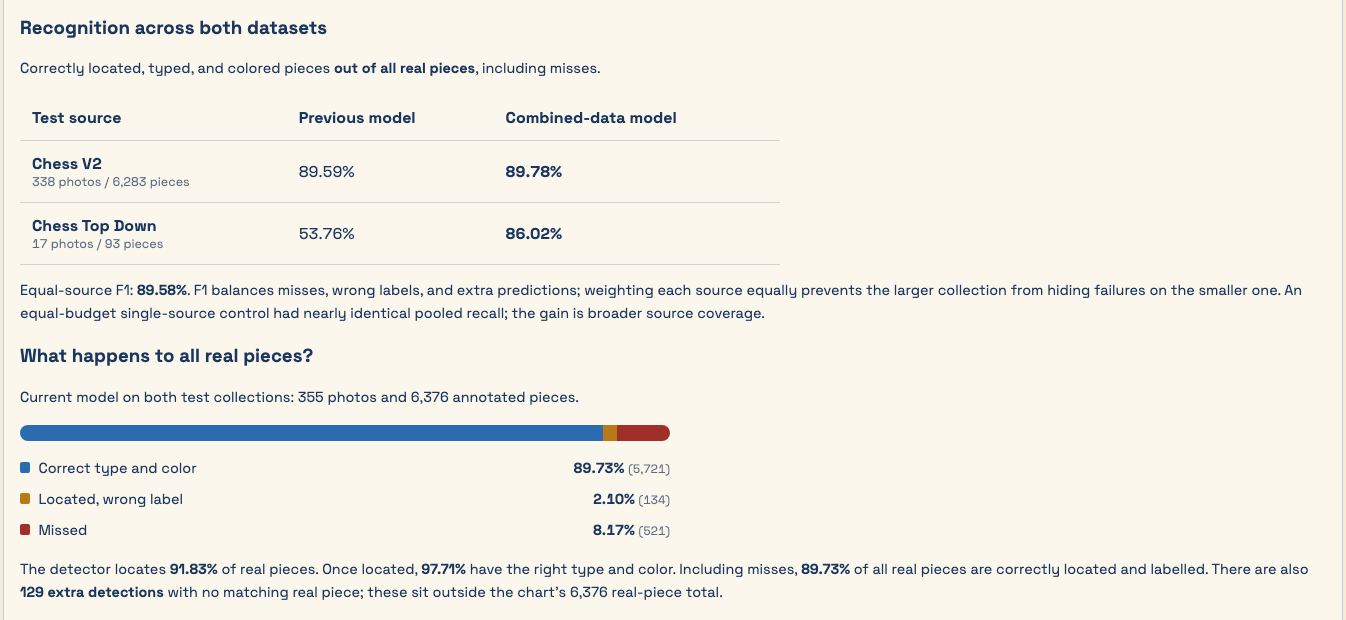 Recognition across both datasets
Correctly located, typed, and colored pieces out of all real pieces, including misses.
Test source Previous model Combined-data model
Chess V2
338 photos / 6,283 pieces
89.59% 89.78%
Chess Top Down
17 photos / 93 pieces
53.76% 86.02%
Equal-source F1: 89.58%. F1 balances misses, wrong labels, and extra predictions; weighting each source equally prevents the larger collection from hiding failures on the smaller one. An
equal-budget single-source control had nearly identical pooled recall; the gain is broader source coverage.
What happens to all real pieces?
Current model on both test collections: 355 photos and 6,376 annotated pieces.
Correct type and color 89.73% (5,721)
Located, wrong label 2.10% (134)
Missed 8.17% (521)
The detector locates 91.83% of real pieces. Once located, 97.71% have the right type and color. Including misses, 89.73% of all real pieces are correctly located and labelled. There are also
129 extra detections with no matching real piece; these sit outside the chart's 6,376 real-piece total.